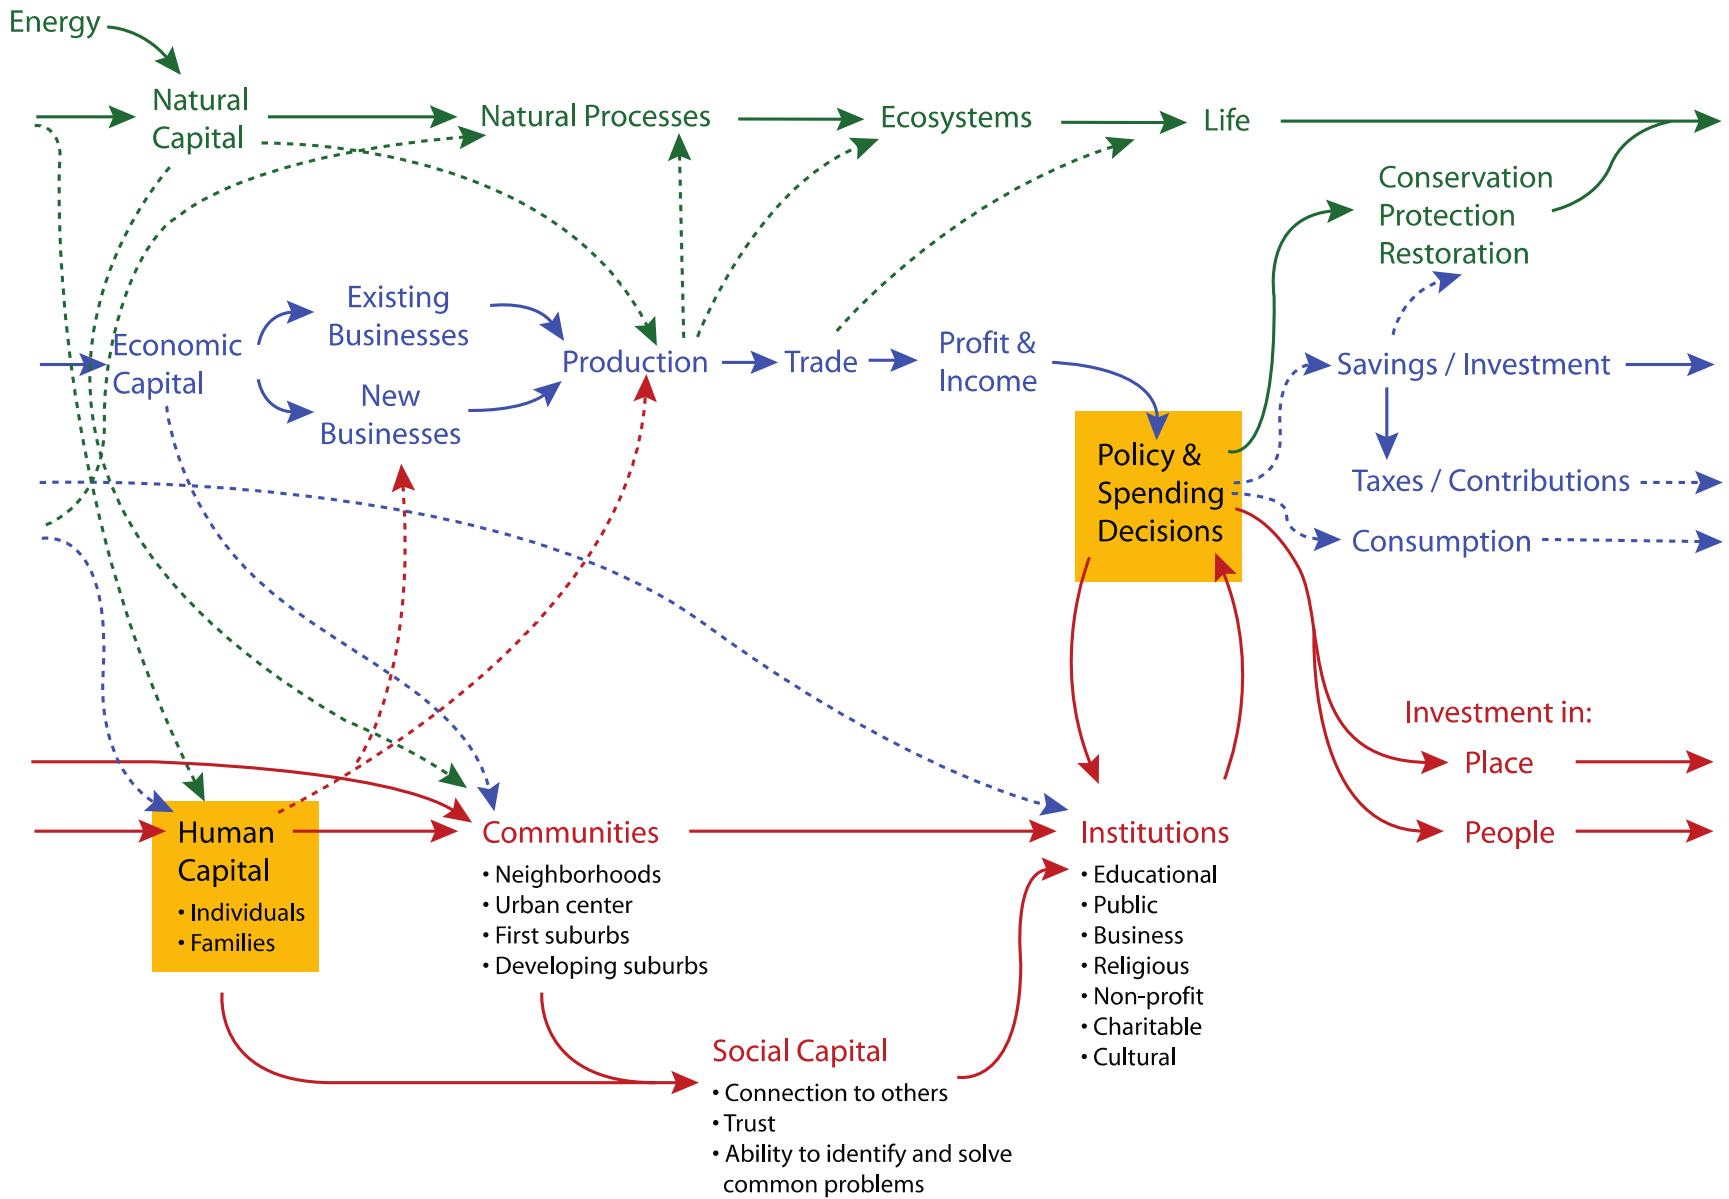 Energy
Natural
Capital
Natural Processes
Ecosystems
Life
Conservation
Protection
Restoration
Existing
Businesses
Economic
Capital
New
Businesses
Production
Trade
Profit &
Income
Policy &
Spending
Decisions
Savings / Investment
Taxes / Contributions
Consumption
Investment in:
Place
People
Human
Capital
• Individuals
• Families
Communities
• Neighborhoods
• Urban center
• First suburbs
• Developing suburbs
Institutions
• Educational
• Public
• Business
• Religious
• Non-profit
• Charitable
• Cultural
Social Capital
• Connection to others
• Trust
• Ability to identify and solve
common problems